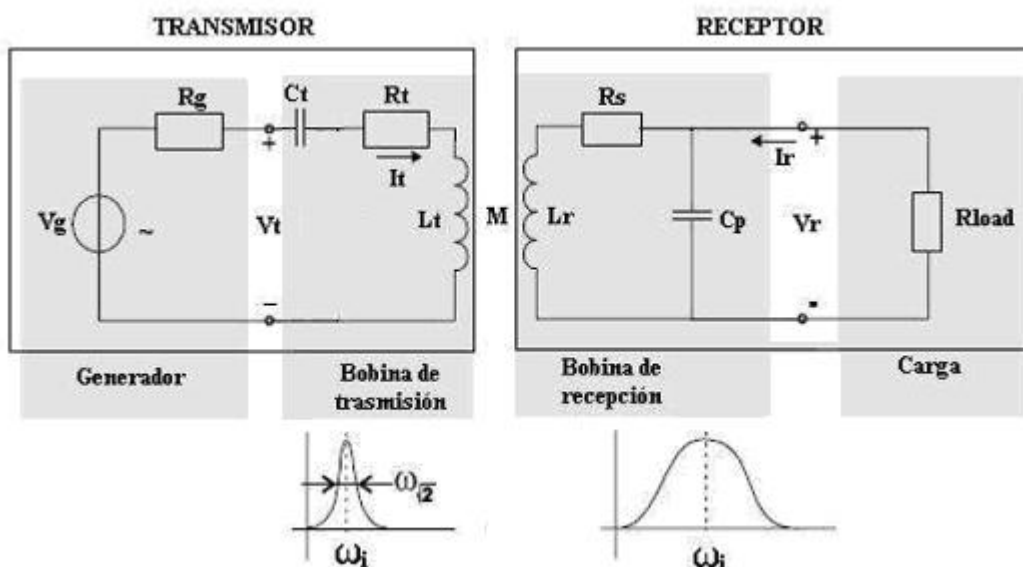 TRANSMISOR
RECEPTOR
Rg
Ct
Rt
It
Vg
~
+
Vt
−
Lt
M
Lr
Rs
Cp
Ir
+
Vr
-
Rload
Generador
Bobina de
trasmisión
Bobina de
recepción
Carga
ω√2
ωi
ωi